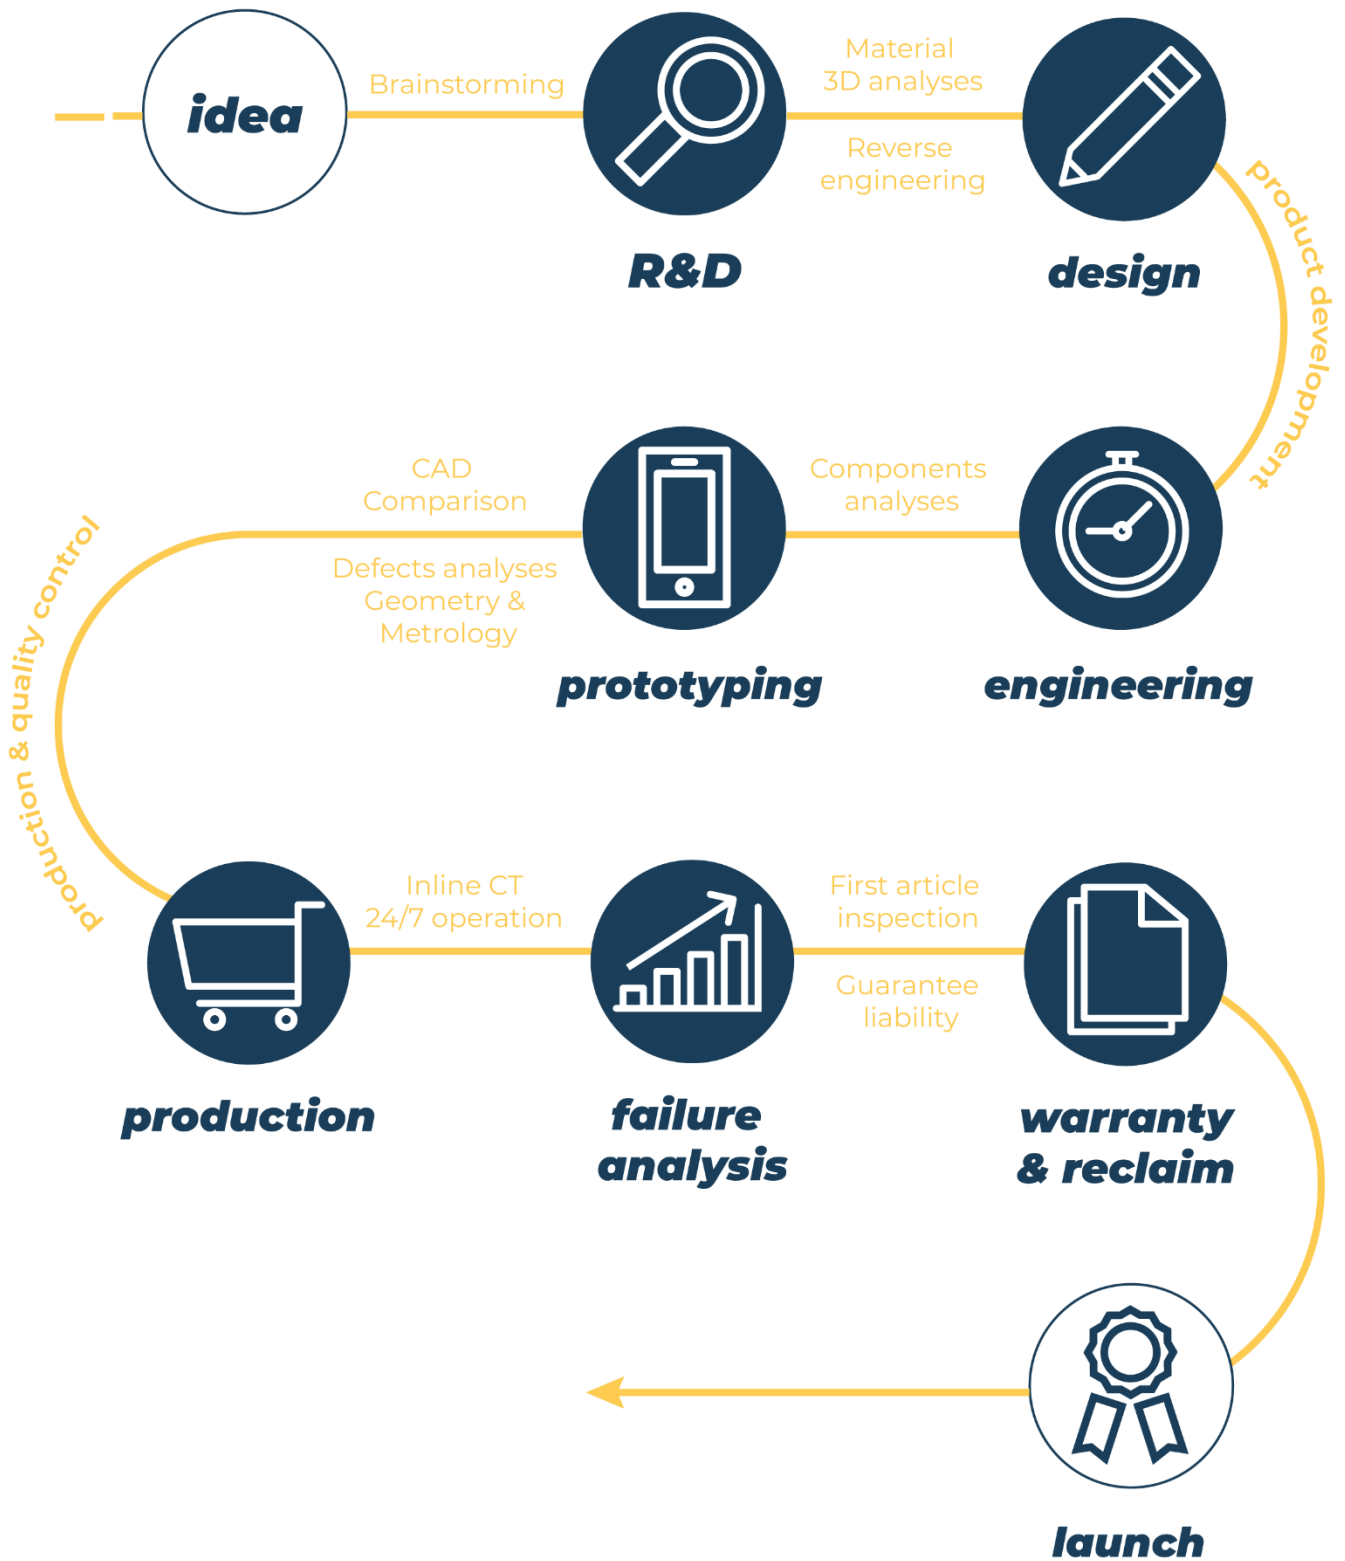 idea
Brainstorming
R&D
Material
3D analyses
Reverse
engineering
design
product development
engineering
Components
analyses
prototyping
CAD
Comparison
Defects analyses
Geometry &
Metrology
production & quality control
production
Inline CT
24/7 operation
failure
analysis
First article
inspection
Guarantee
liability
warranty
& reclaim
launch